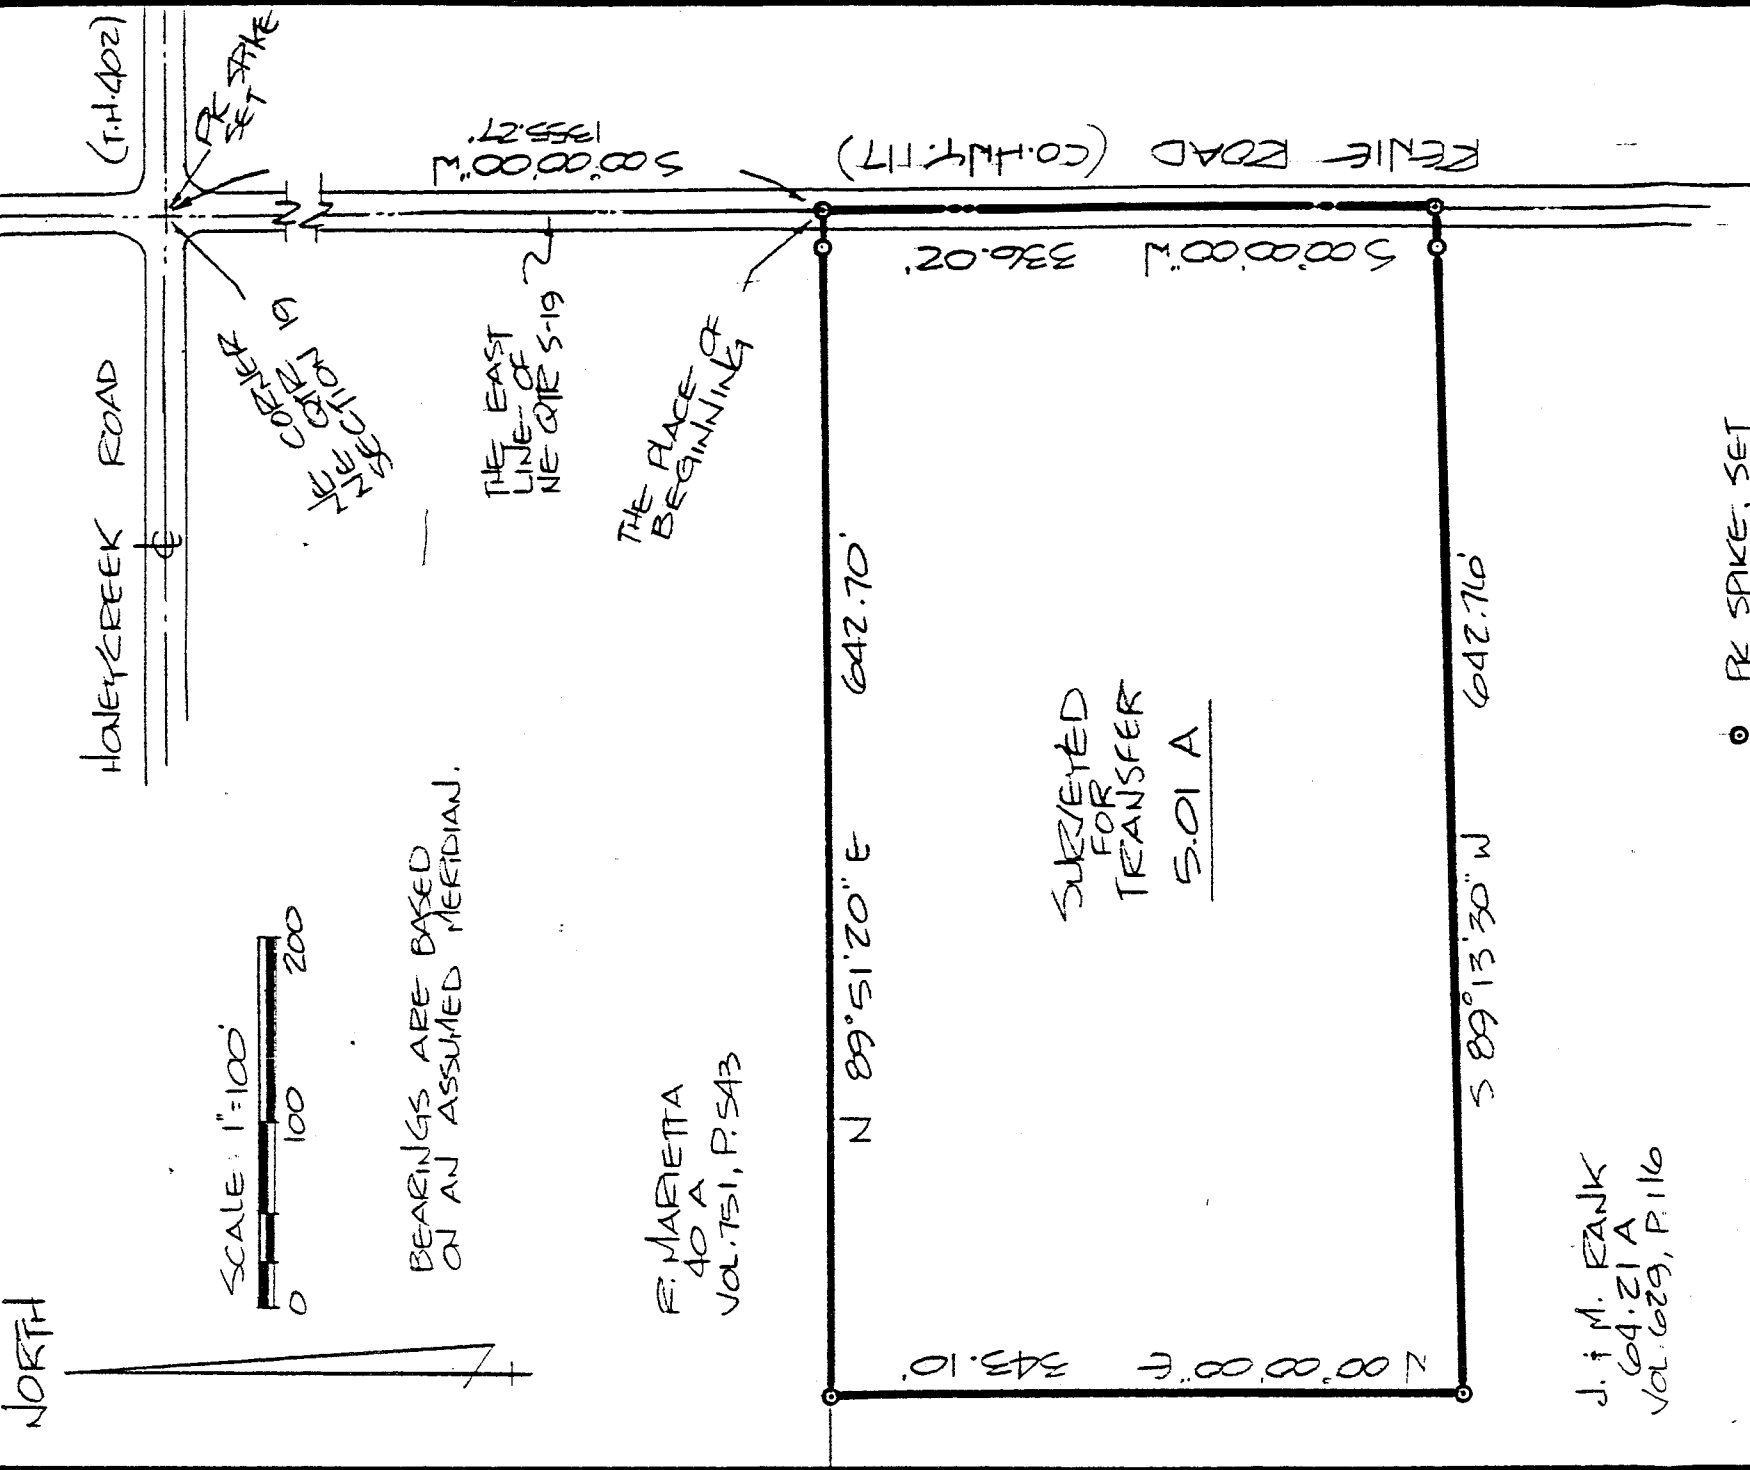 NORTH
SCALE: 1"=100'
0 100 200
BEARINGS ARE BASED
ON AN ASSUMED MERIDIAN.
HONEYCREEK ROAD
(T.H. 402)
PK SPIKE
SET
NE CORNER
NE QTR
SECTION 19
S 00°00'00" W
1355.27'
RENIE ROAD (CO. HWY. 117)
THE EAST
LINE OF
NE QTR S-19
THE PLACE OF
BEGINNING
S 00°00'00" W 336.02'
F. MARIETTA
40 A
VOL. 751, P. 543
N 89°51'20" E 642.70'
SURVEYED
FOR
TRANSFER
5.01 A
N 00°00'00" E 343.10'
S 89°13'30" W 642.76'
J. & M. RANK
64.21 A
VOL. 629, P. 116
PK SPIKE, SET